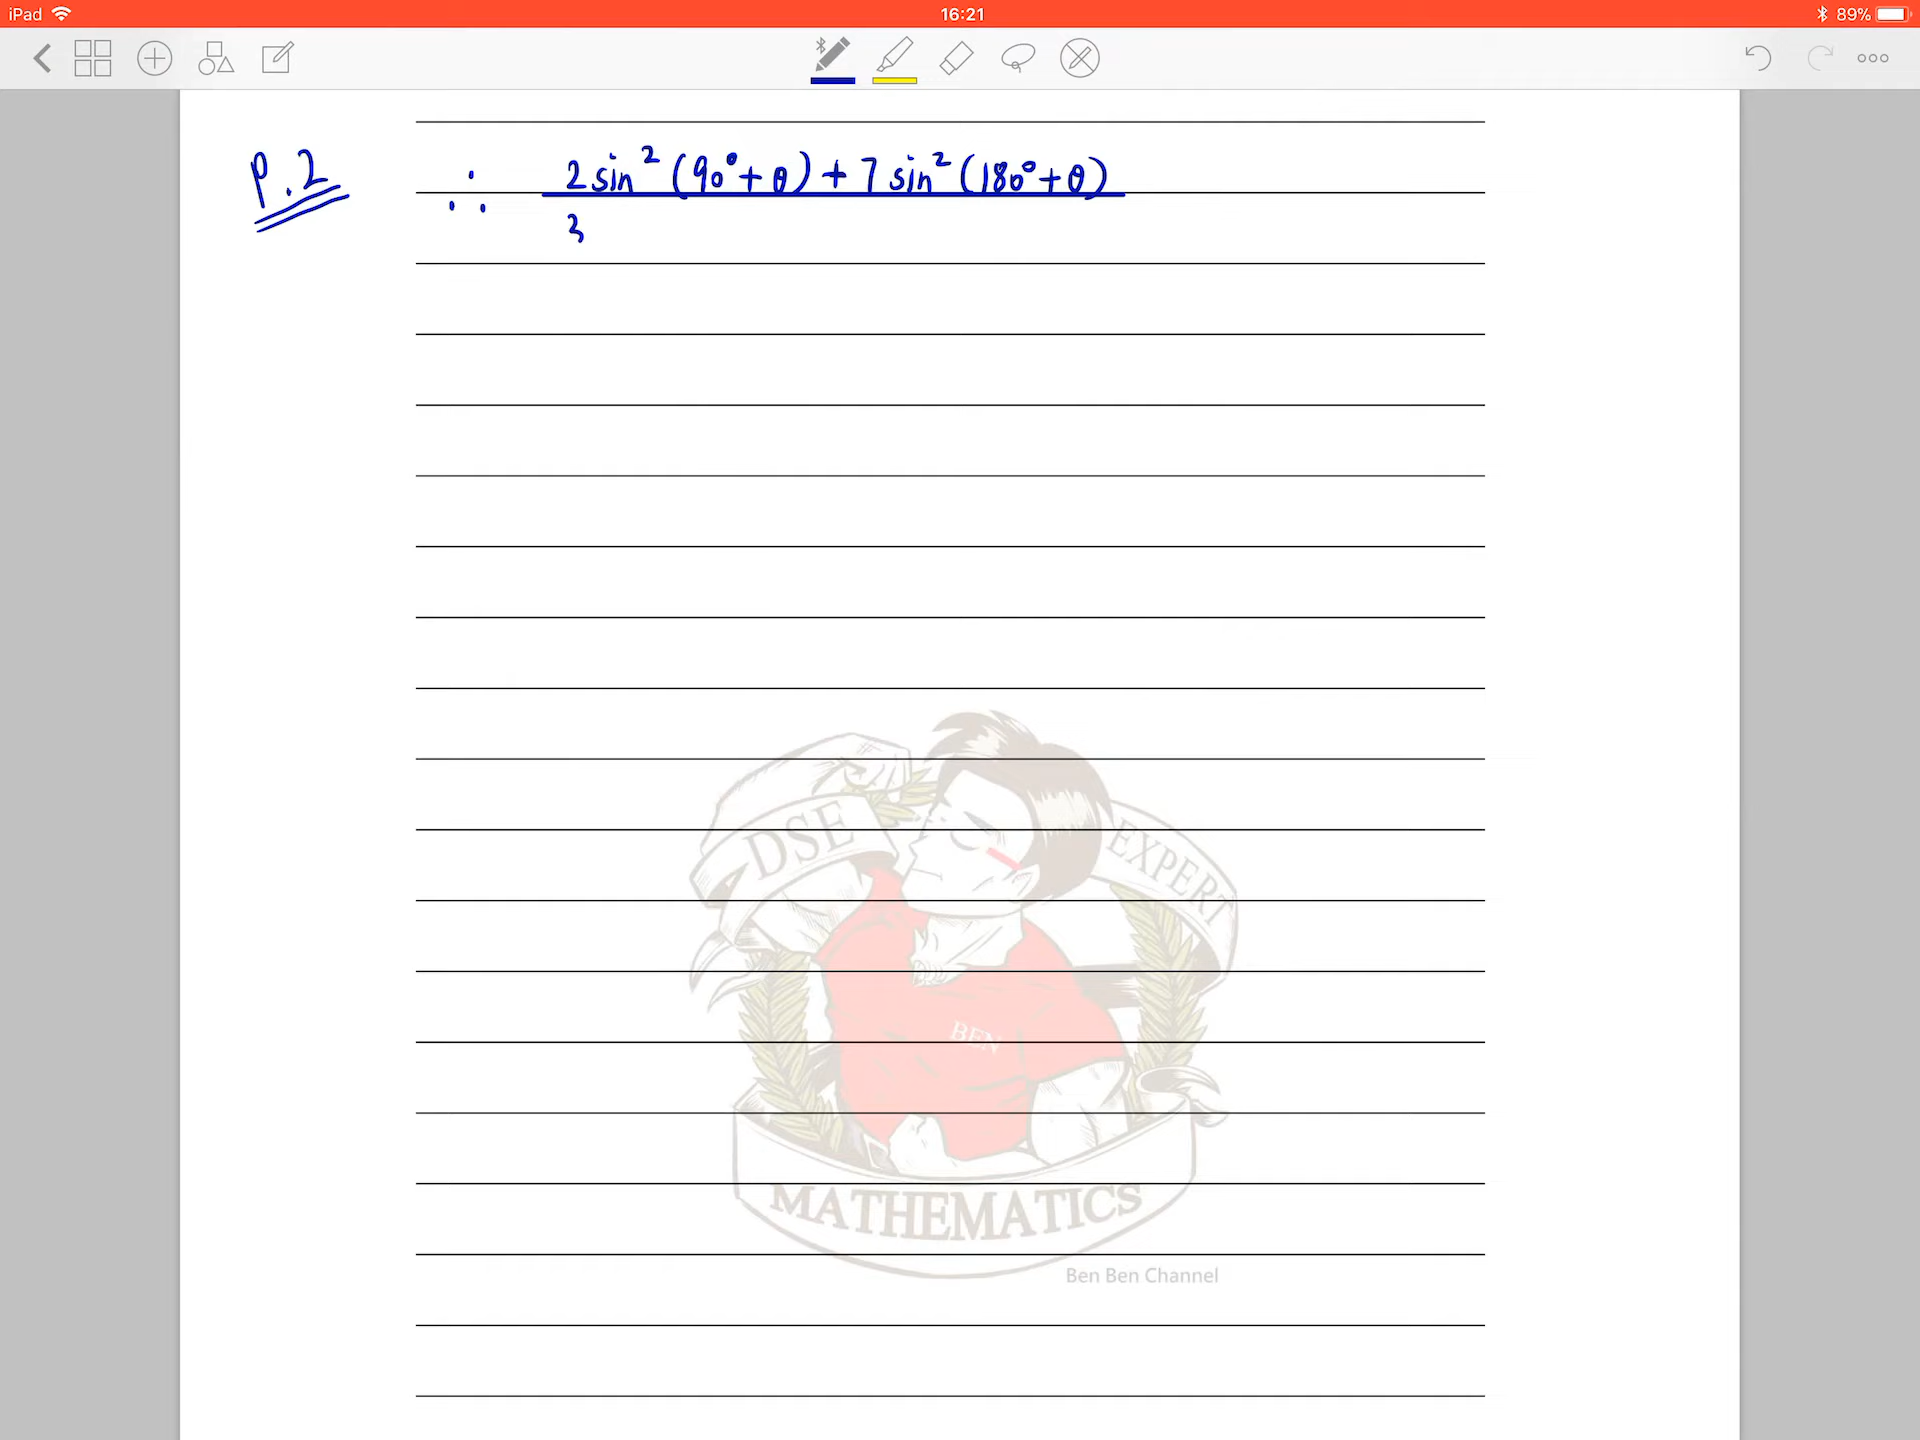 iPad 16:21 89%
P.2 ∴ 2 sin² (90° + θ) + 7 sin² (180° + θ)
3
DSE EXPERT
BEN
MATHEMATICS
Ben Ben Channel